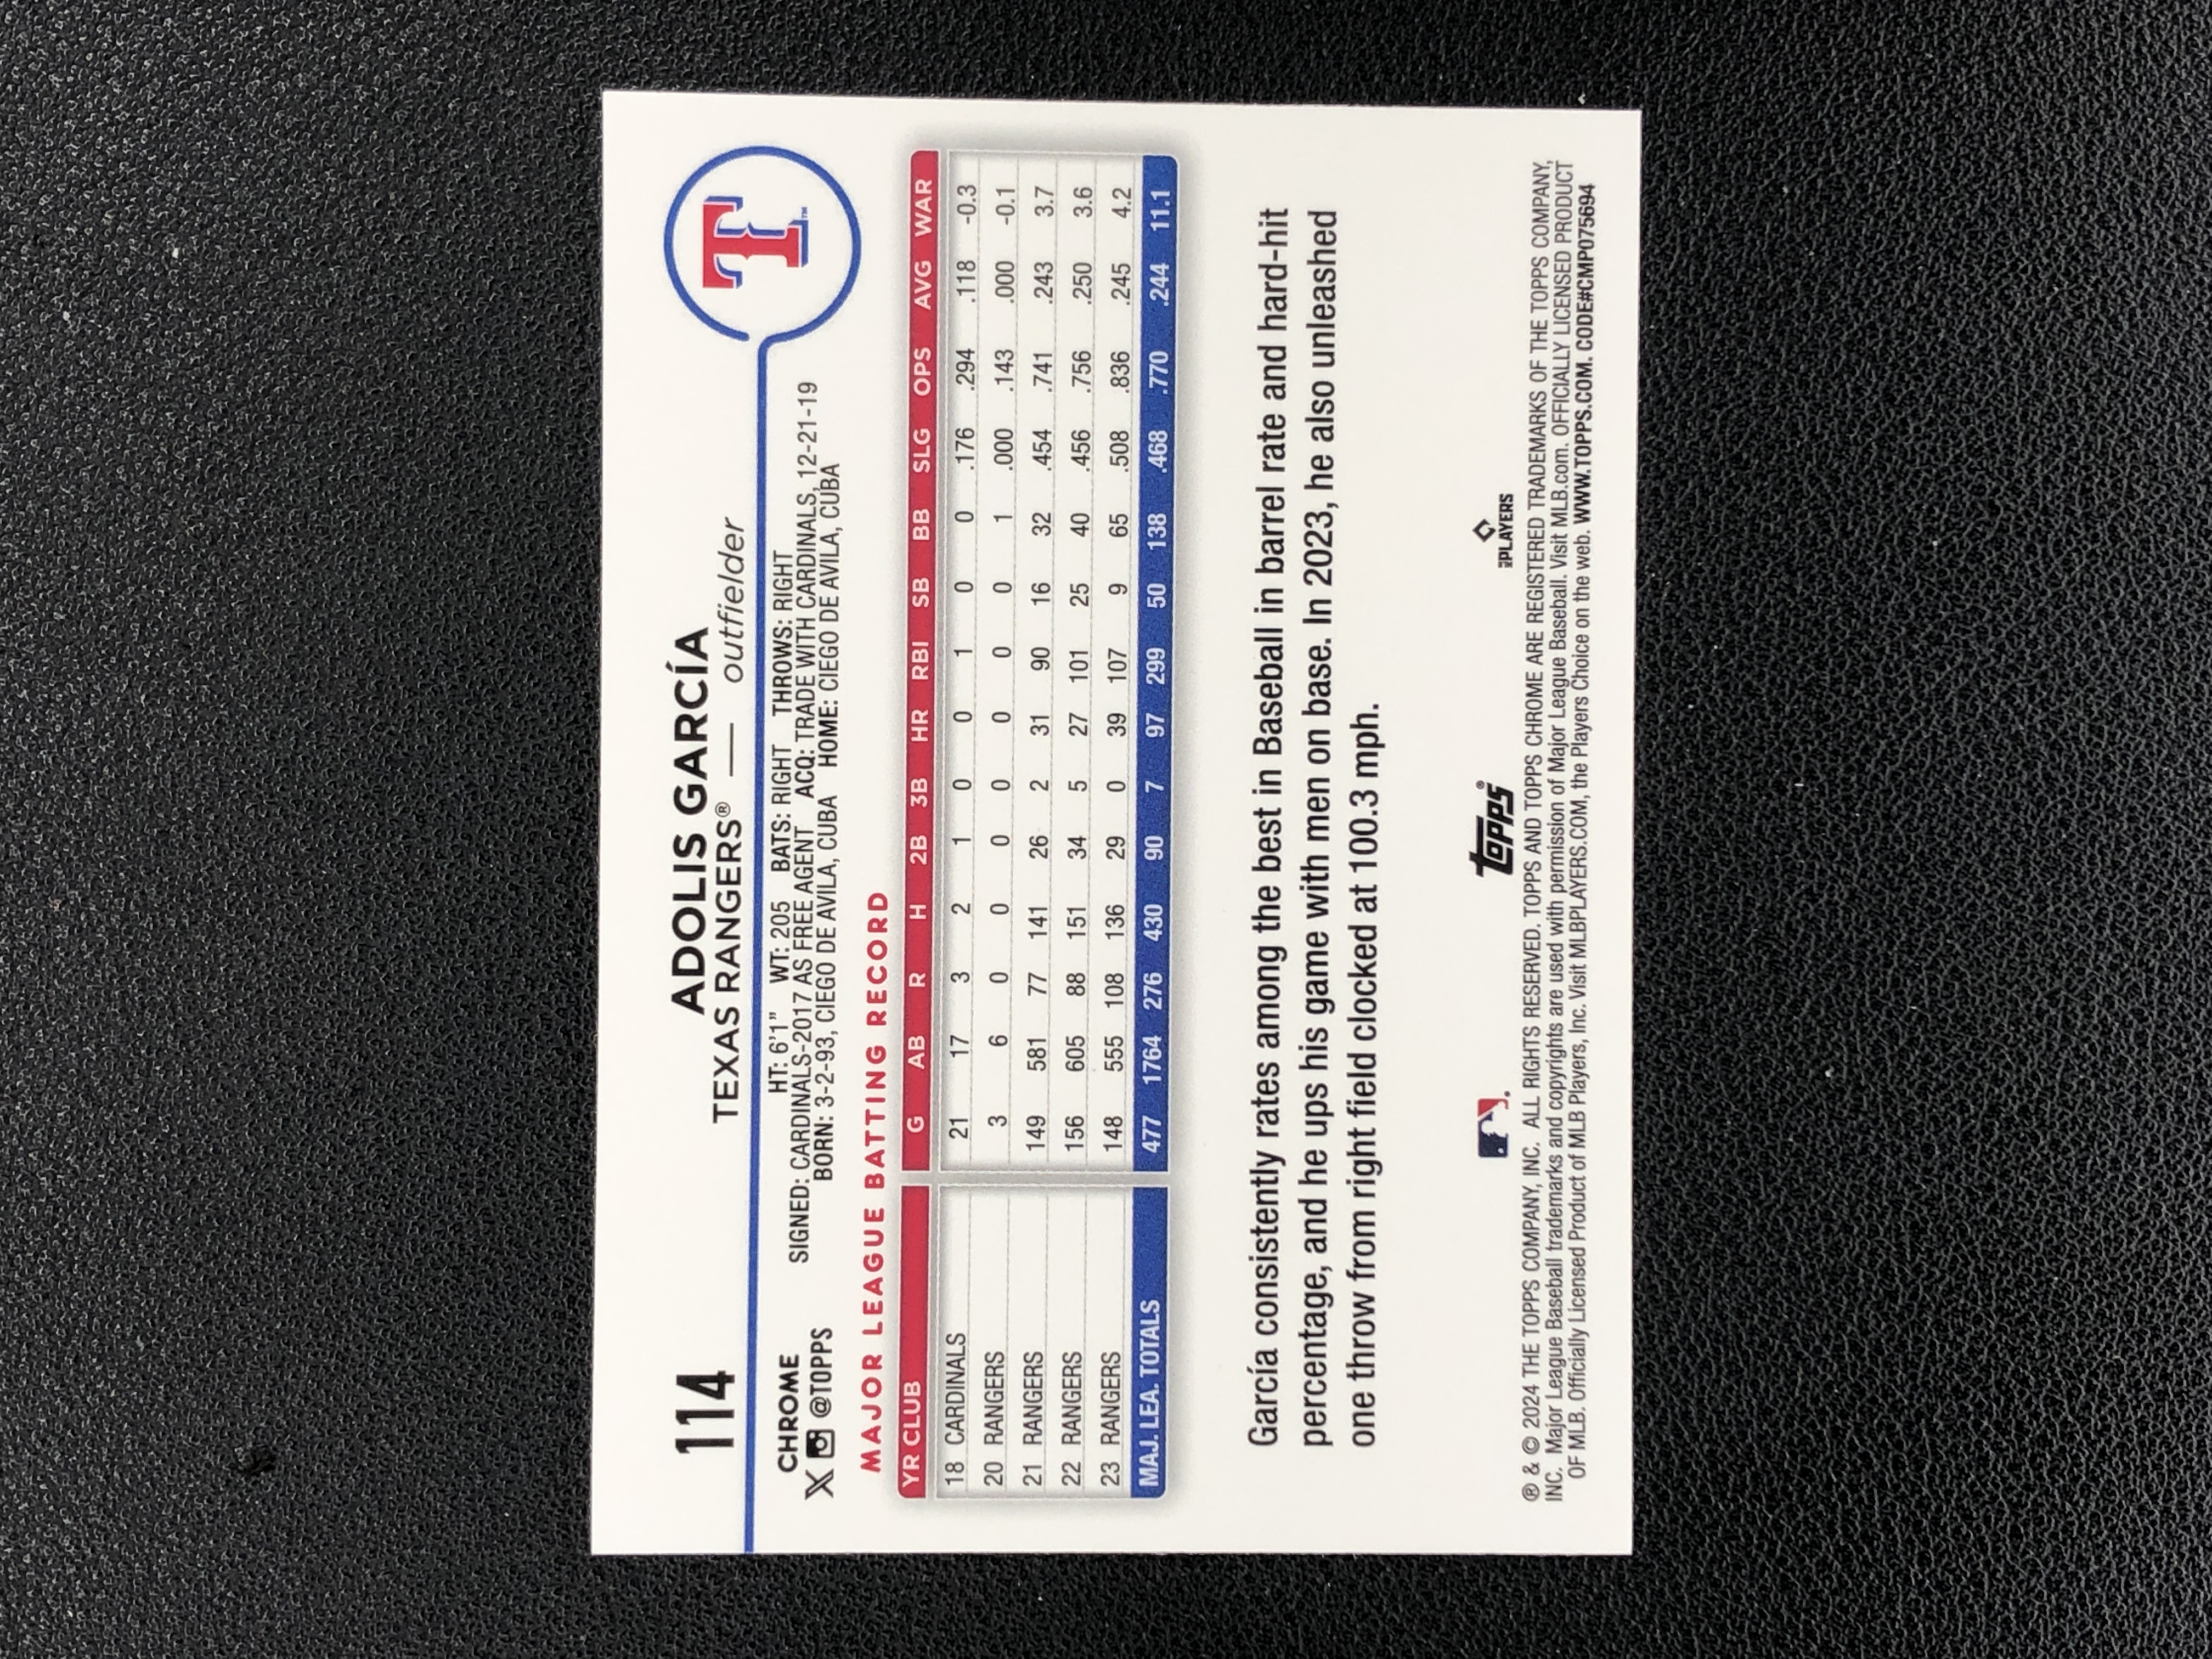 114
ADOLIS GARCÍA
TEXAS RANGERS® — outfielder
T™
CHROME
X @TOPPS
HT: 6'1" WT: 205 BATS: RIGHT THROWS: RIGHT
SIGNED: CARDINALS-2017 AS FREE AGENT ACQ: TRADE WITH CARDINALS, 12-21-19
BORN: 3-2-93, CIEGO DE AVILA, CUBA HOME: CIEGO DE AVILA, CUBA
MAJOR LEAGUE BATTING RECORD
YR CLUB G AB R H 2B 3B HR RBI SB BB SLG OPS AVG WAR
18 CARDINALS 21 17 3 2 1 0 0 1 0 0 .176 .294 .118 -0.3
20 RANGERS 3 6 0 0 0 0 0 0 0 1 .000 .143 .000 -0.1
21 RANGERS 149 581 77 141 26 2 31 90 16 32 .454 .741 .243 3.7
22 RANGERS 156 605 88 151 34 5 27 101 25 40 .456 .756 .250 3.6
23 RANGERS 148 555 108 136 29 0 39 107 9 65 .508 .836 .245 4.2
MAJ. LEA. TOTALS 477 1764 276 430 90 7 97 299 50 138 .468 .770 .244 11.1
García consistently rates among the best in Baseball in barrel rate and hard-hit
percentage, and he ups his game with men on base. In 2023, he also unleashed
one throw from right field clocked at 100.3 mph.
topps® MLB PLAYERS
® & © 2024 THE TOPPS COMPANY, INC. ALL RIGHTS RESERVED. TOPPS AND TOPPS CHROME ARE REGISTERED TRADEMARKS OF THE TOPPS COMPANY,
INC. Major League Baseball trademarks and copyrights are used with permission of Major League Baseball. Visit MLB.com. OFFICIALLY LICENSED PRODUCT
OF MLB. Officially Licensed Product of MLB Players, Inc. Visit MLBPLAYERS.COM, the Players Choice on the web. WWW.TOPPS.COM. CODE#CMP075694